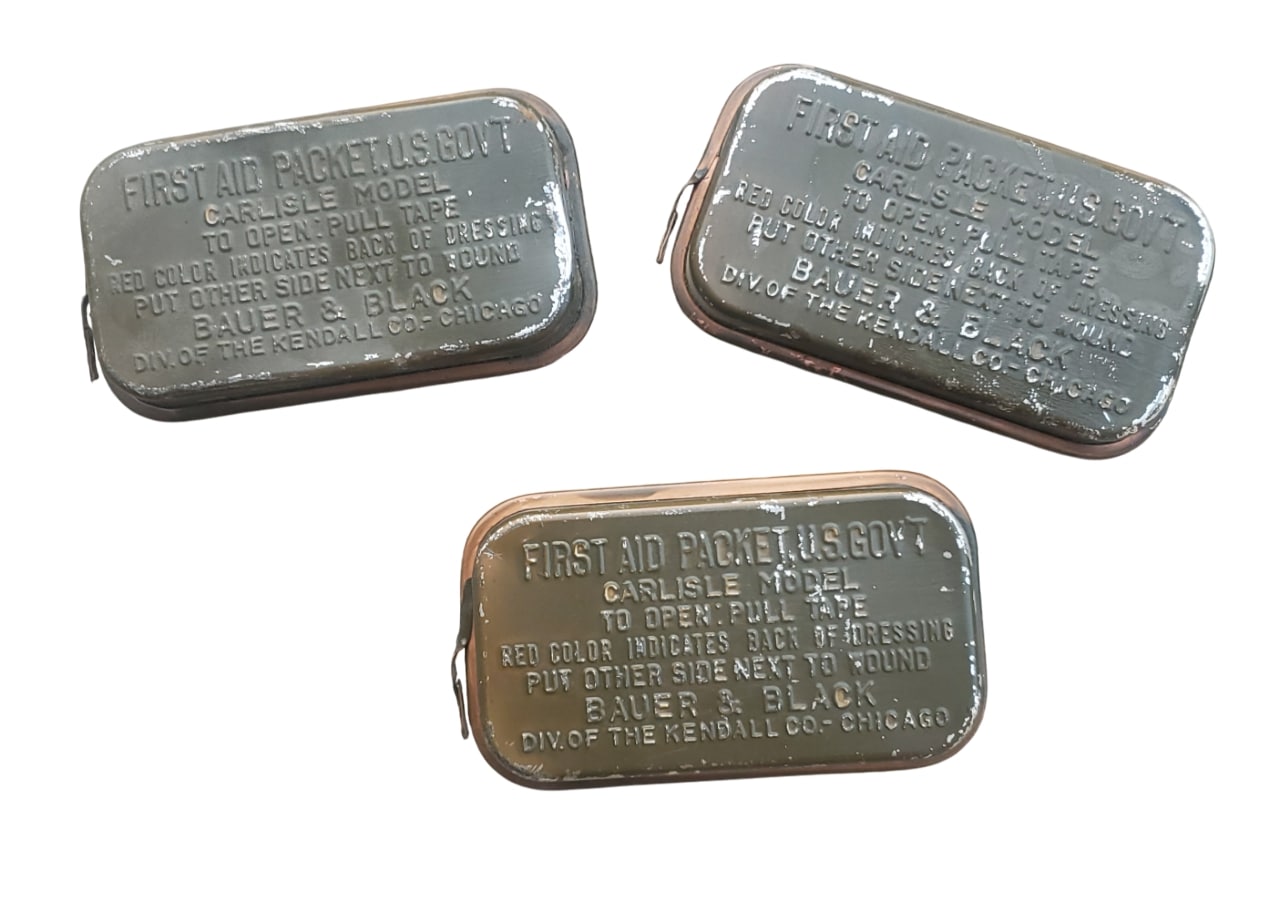 FIRST AID PACKET, U.S. GOV'T
CARLISLE MODEL
TO OPEN: PULL TAPE
RED COLOR INDICATES BACK OF DRESSING
PUT OTHER SIDE NEXT TO WOUND
BAUER & BLACK
DIV. OF THE KENDALL CO.- CHICAGO
FIRST AID PACKET, U.S. GOV'T
CARLISLE MODEL
TO OPEN: PULL TAPE
RED COLOR INDICATES BACK OF DRESSING
PUT OTHER SIDE NEXT TO WOUND
BAUER & BLACK
DIV. OF THE KENDALL CO.- CHICAGO
FIRST AID PACKET, U.S. GOV'T
CARLISLE MODEL
TO OPEN: PULL TAPE
RED COLOR INDICATES BACK OF DRESSING
PUT OTHER SIDE NEXT TO WOUND
BAUER & BLACK
DIV. OF THE KENDALL CO.- CHICAGO